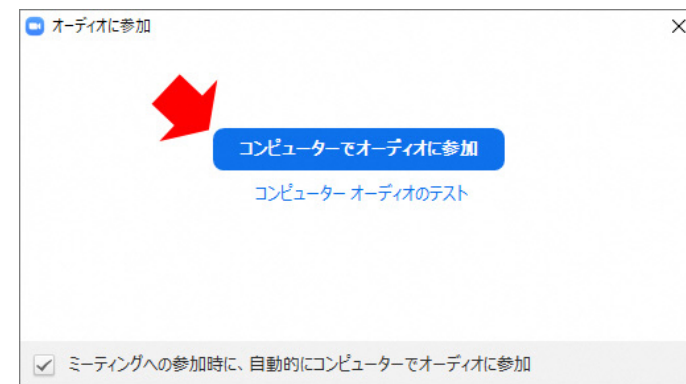 オーディオに参加
コンピューターでオーディオに参加
コンピューター オーディオのテスト
ミーティングへの参加時に、自動的にコンピューターでオーディオに参加